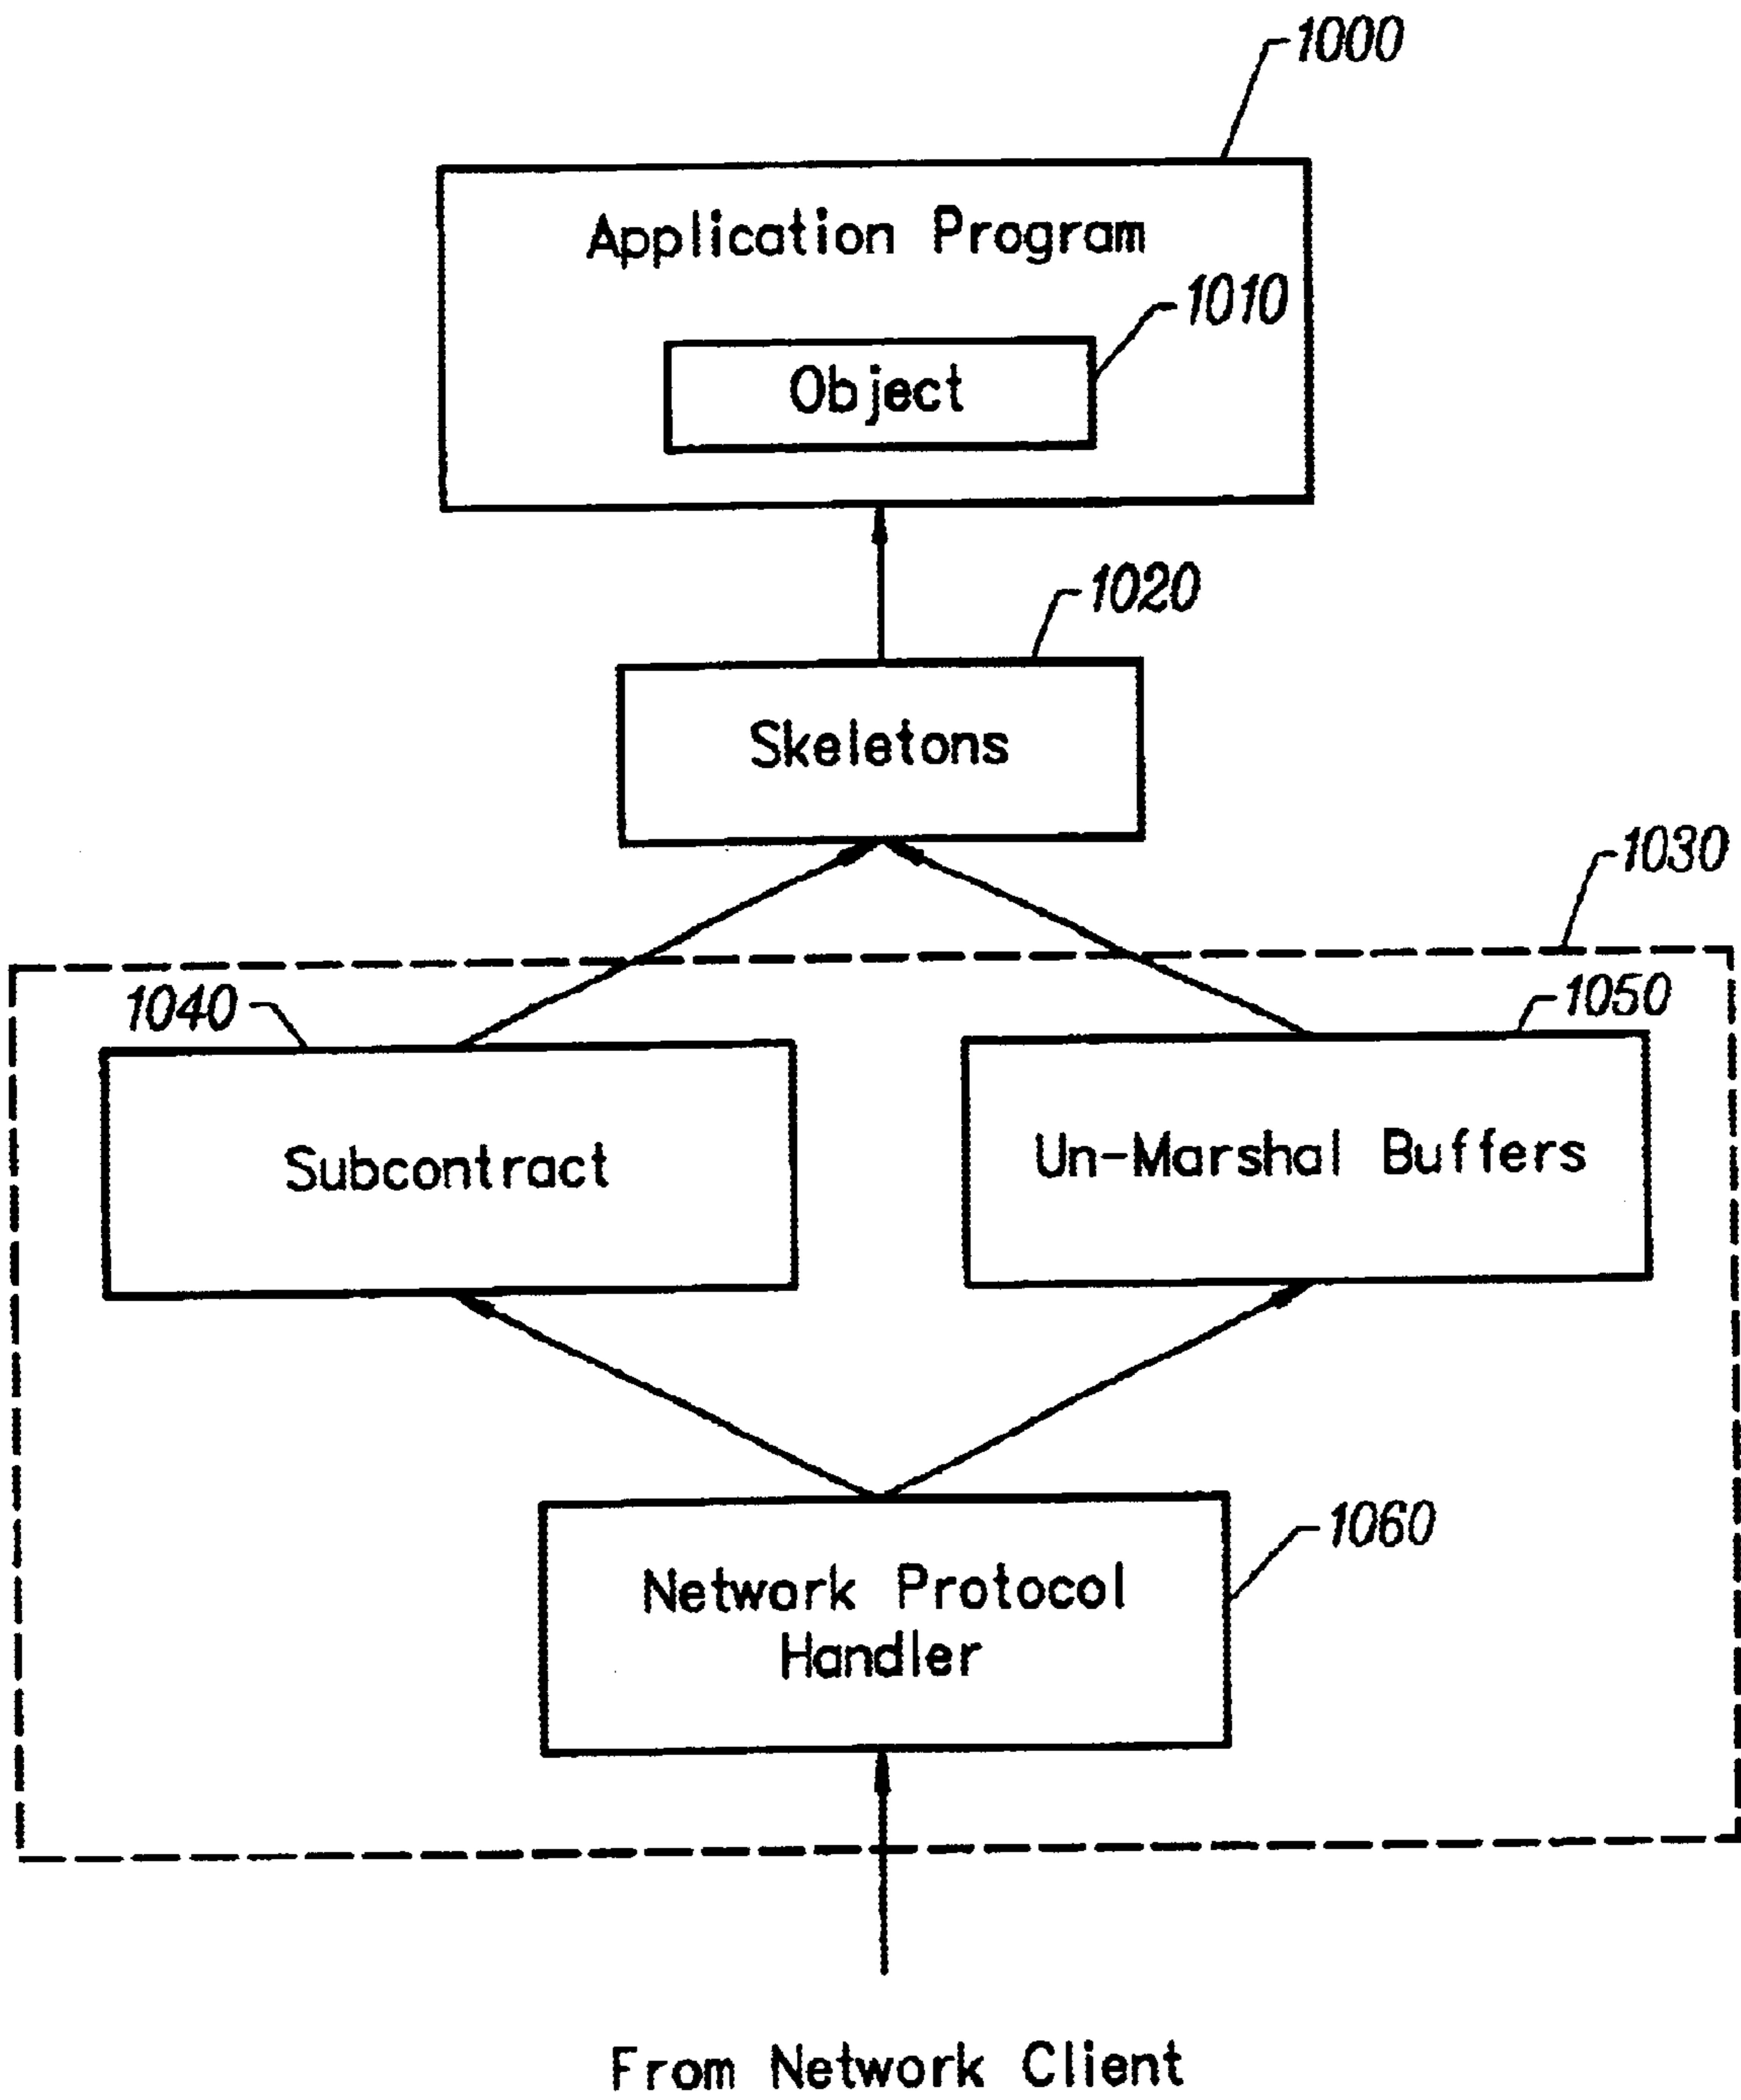 1000
Application Program
1010
Object
1020
Skeletons
1030
1040
1050
Subcontract
Un-Marshal Buffers
1060
Network Protocol
Handler
From Network Client